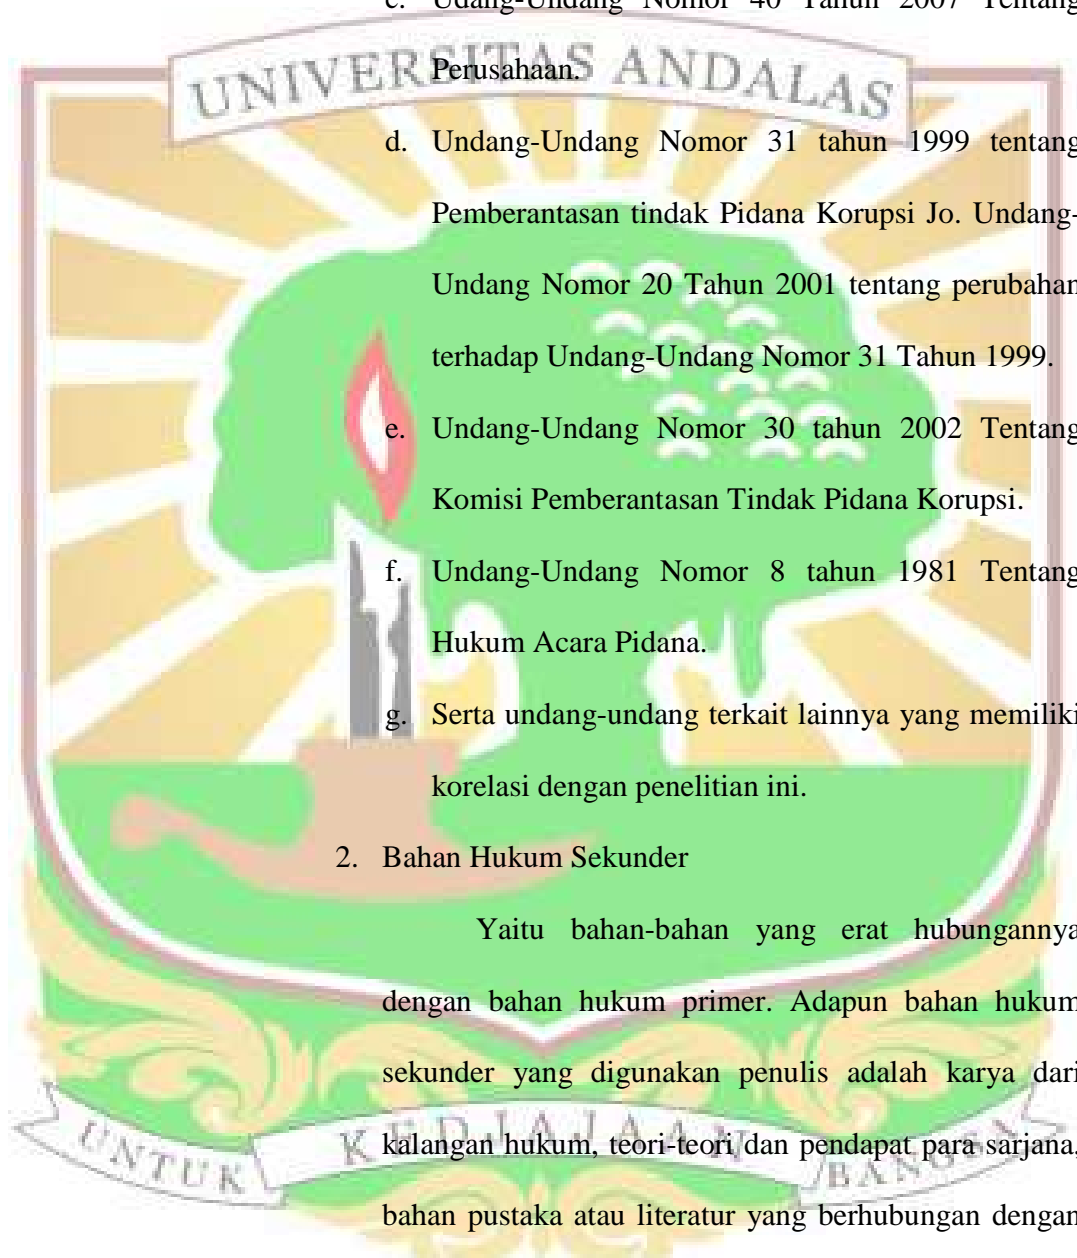 c. Udang-Undang Nomor 40 Tahun 2007 Tentang
UNIVERSITAS ANDALAS
Perusahaan.
d. Undang-Undang Nomor 31 tahun 1999 tentang
Pemberantasan tindak Pidana Korupsi Jo. Undang-
Undang Nomor 20 Tahun 2001 tentang perubahan
terhadap Undang-Undang Nomor 31 Tahun 1999.
e. Undang-Undang Nomor 30 tahun 2002 Tentang
Komisi Pemberantasan Tindak Pidana Korupsi.
f. Undang-Undang Nomor 8 tahun 1981 Tentang
Hukum Acara Pidana.
g. Serta undang-undang terkait lainnya yang memiliki
korelasi dengan penelitian ini.
2. Bahan Hukum Sekunder
Yaitu bahan-bahan yang erat hubungannya
dengan bahan hukum primer. Adapun bahan hukum
sekunder yang digunakan penulis adalah karya dari
kalangan hukum, teori-teori dan pendapat para sarjana,
UNTUK KEDJAJAAN BANGSA
bahan pustaka atau literatur yang berhubungan dengan